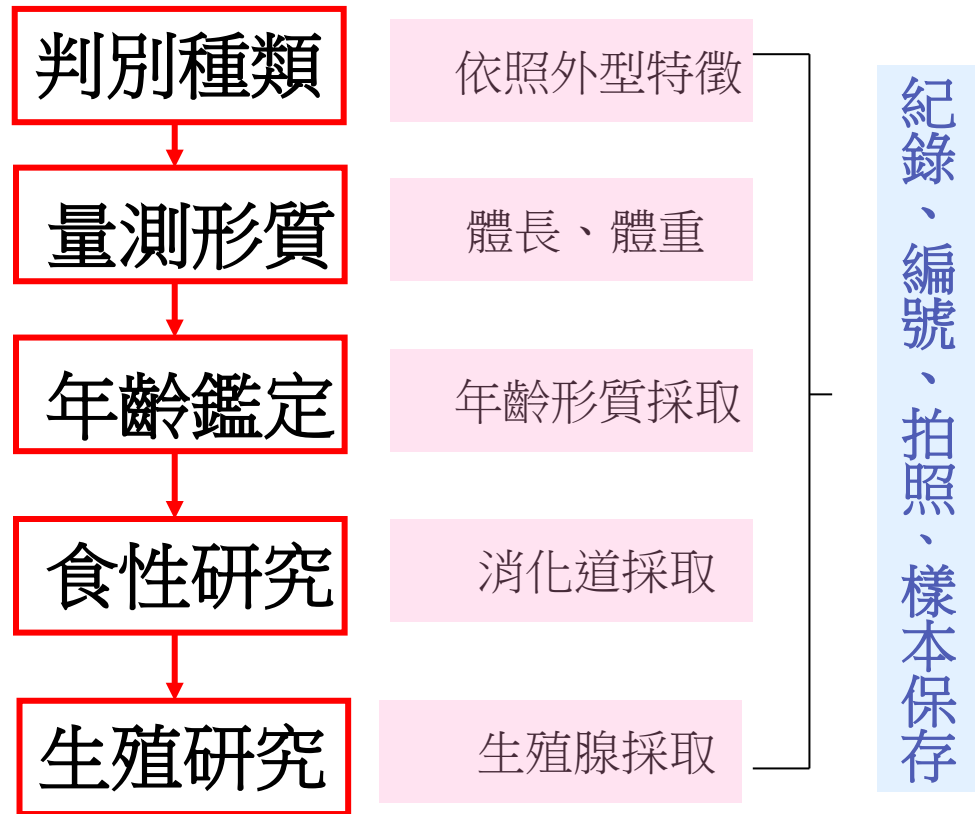 判別種類
依照外型特徵
量測形質
體長、體重
年齡鑑定
年齡形質採取
食性研究
消化道採取
生殖研究
生殖腺採取
紀錄、編號、拍照、樣本保存